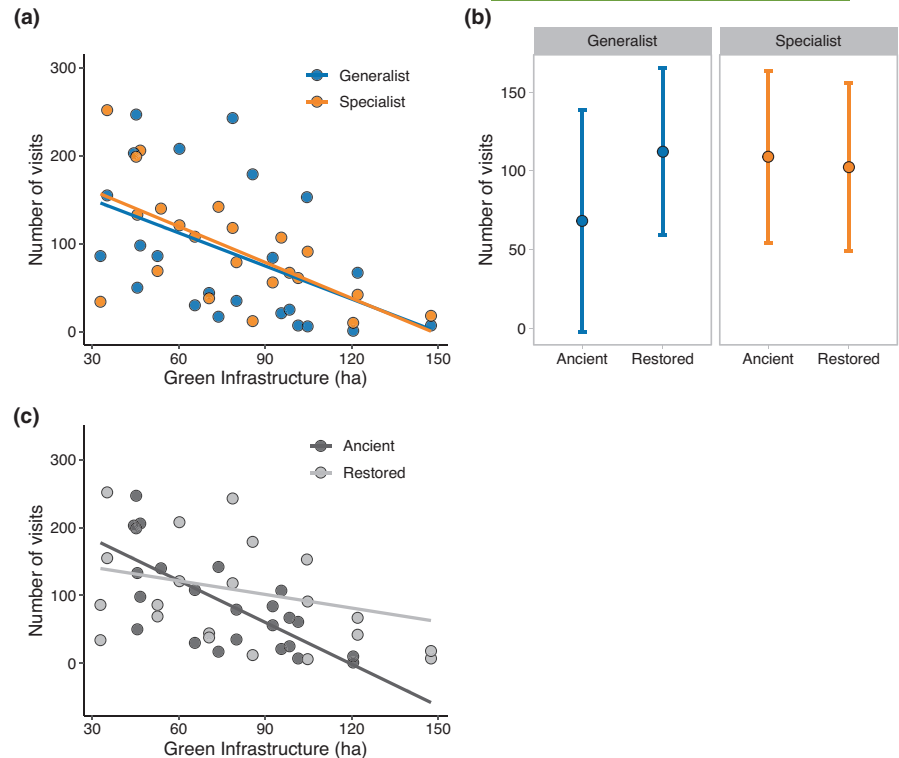 (a)
300
200
100
0
Number of visits
Generalist
Specialist
30 60 90 120 150
Green Infrastructure (ha)
(b)
Generalist Specialist
150
100
50
0
Number of visits
Ancient Restored Ancient Restored
(c)
300
200
100
0
Number of visits
Ancient
Restored
30 60 90 120 150
Green Infrastructure (ha)